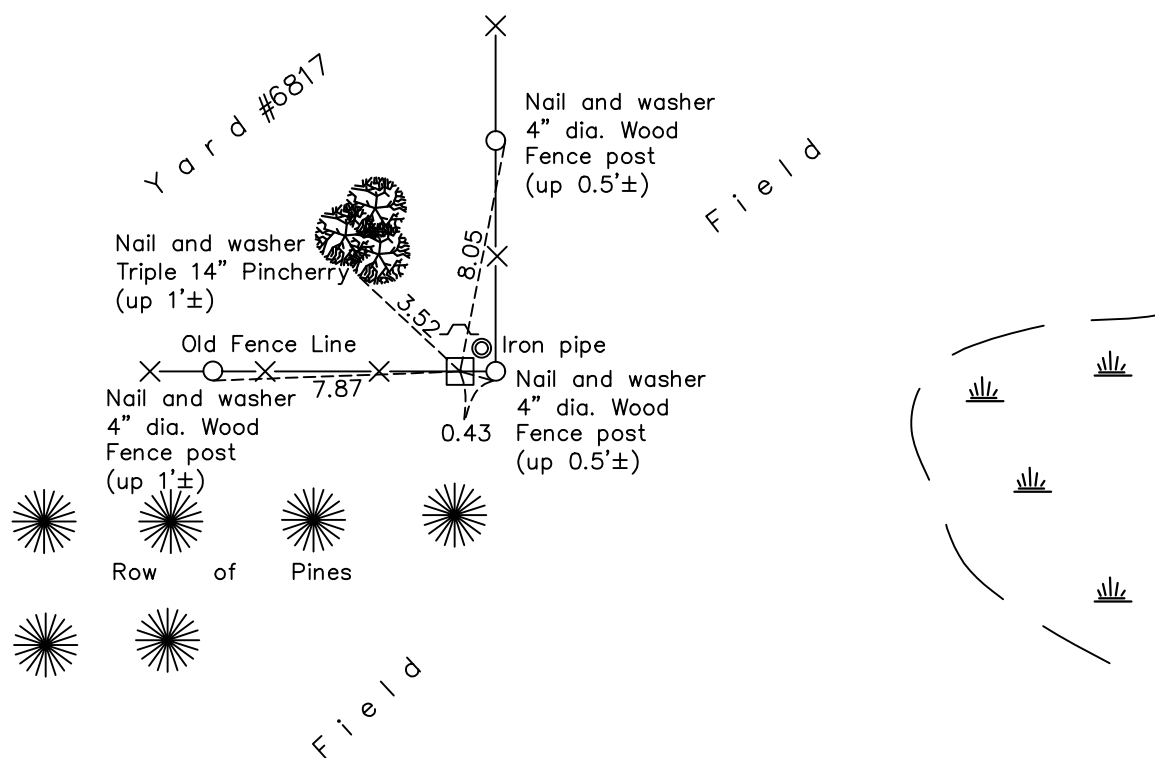 Yard #6817
Nail and washer
4” dia. Wood
Fence post
(up 0.5’±)
Field
Nail and washer
Triple 14” Pincherry
(up 1’±)
8.05
3.52
Old Fence Line
Iron pipe
7.87
Nail and washer
4” dia. Wood
Fence post
(up 1’±)
0.43
Nail and washer
4” dia. Wood
Fence post
(up 0.5’±)
Row of Pines
Field